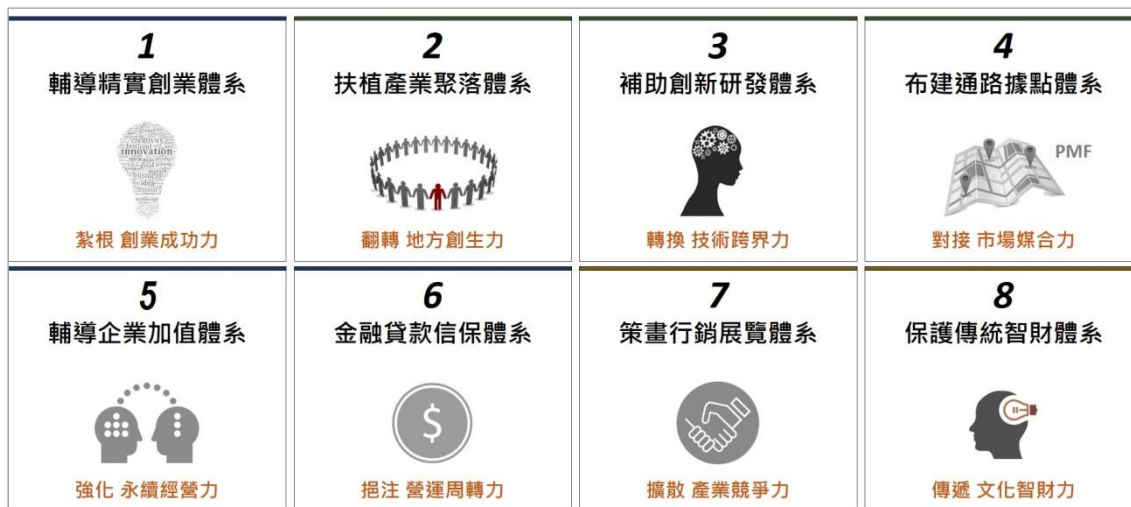 1
輔導精實創業體系
creativity
innovation
business
idea
紮根 創業成功力
2
扶植產業聚落體系
翻轉 地方創生力
3
補助創新研發體系
轉換 技術跨界力
4
布建通路據點體系
PMF
對接 市場媒合力
5
輔導企業加值體系
強化 永續經營力
6
金融貸款信保體系
$
挹注 營運周轉力
7
策畫行銷展覽體系
擴散 產業競爭力
8
保護傳統智財體系
傳遞 文化智財力